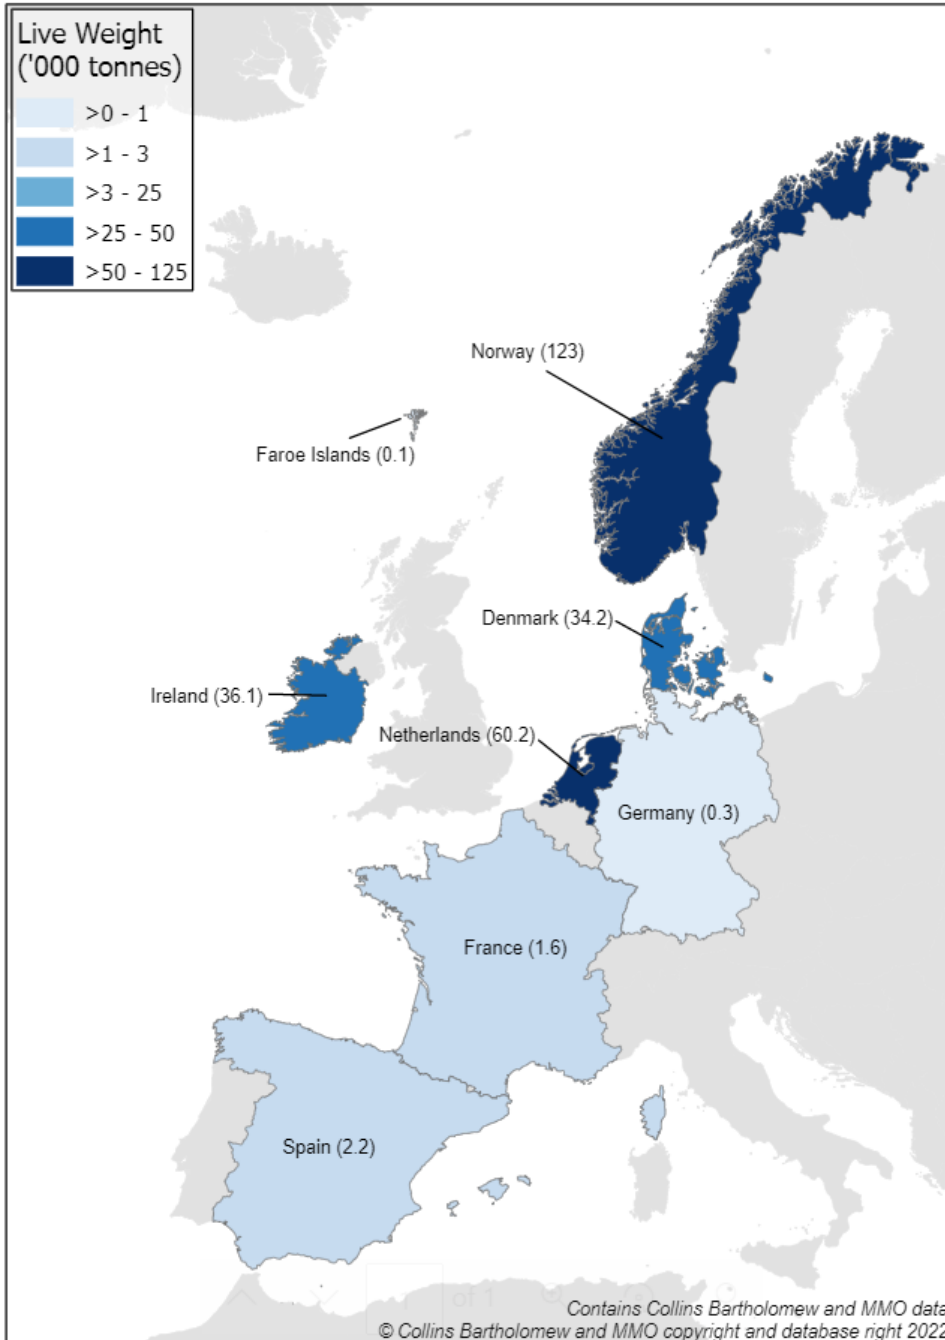 Live Weight
('000 tonnes)
>0 - 1
>1 - 3
>3 - 25
>25 - 50
>50 - 125
Norway (123)
Faroe Islands (0.1)
Denmark (34.2)
Ireland (36.1)
Netherlands (60.2)
Germany (0.3)
France (1.6)
Spain (2.2)
of 1
Contains Collins Bartholomew and MMO data
© Collins Bartholomew and MMO copyright and database right 2022